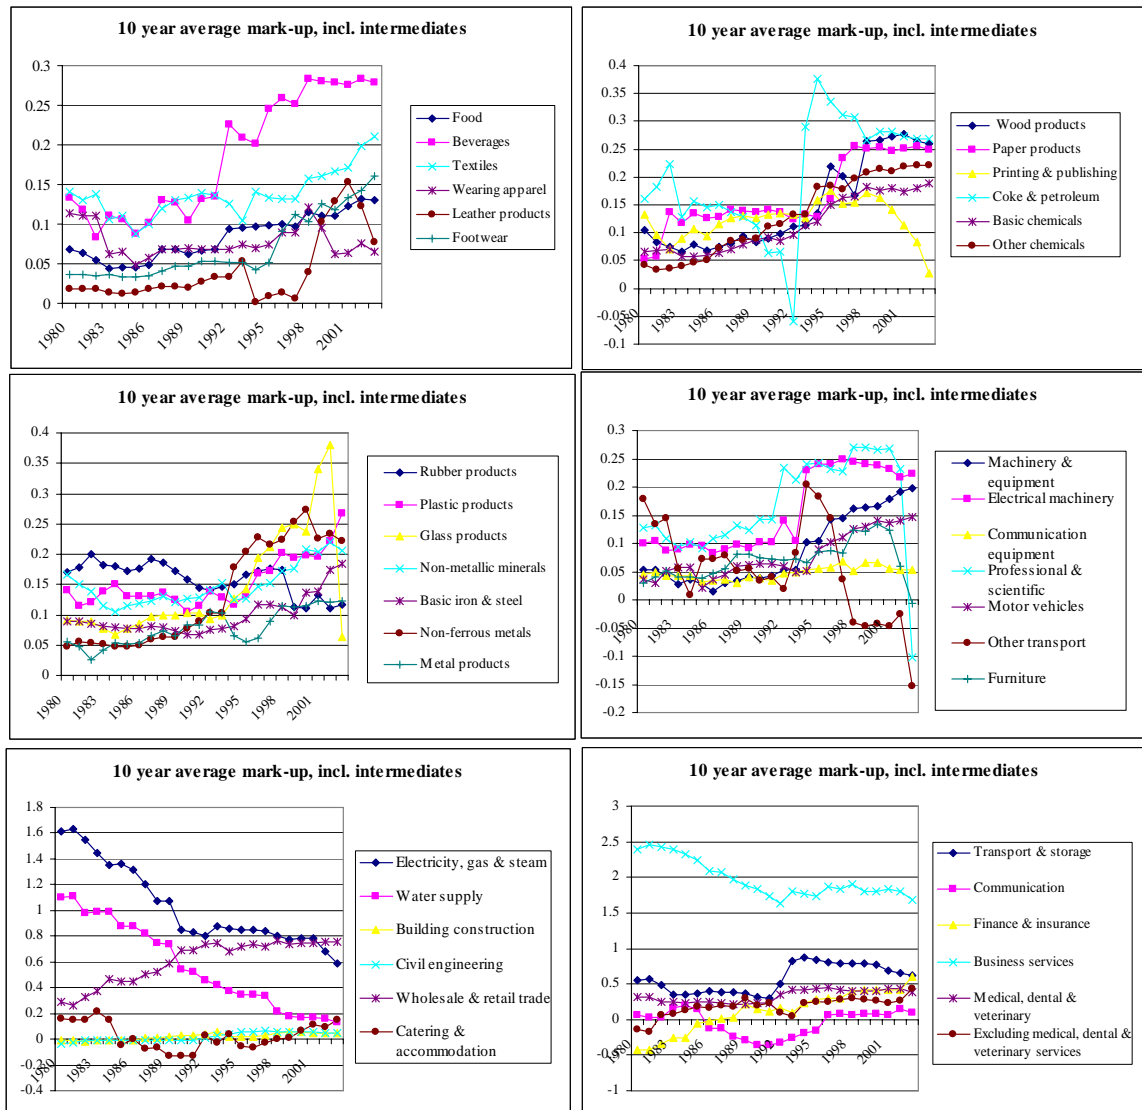 10 year average mark-up, incl. intermediates
0.3
0.25
0.2
0.15
0.1
0.05
0
1980
1983
1986
1989
1992
1995
1998
2001
Food
Beverages
Textiles
Wearing apparel
Leather products
Footwear
10 year average mark-up, incl. intermediates
0.4
0.35
0.3
0.25
0.2
0.15
0.1
0.05
0
-0.05
-0.1
1980
1983
1986
1989
1992
1995
1998
2001
Wood products
Paper products
Printing & publishing
Coke & petroleum
Basic chemicals
Other chemicals
10 year average mark-up, incl. intermediates
0.4
0.35
0.3
0.25
0.2
0.15
0.1
0.05
0
1980
1983
1986
1989
1992
1995
1998
2001
Rubber products
Plastic products
Glass products
Non-metallic minerals
Basic iron & steel
Non-ferrous metals
Metal products
10 year average mark-up, incl. intermediates
0.3
0.25
0.2
0.15
0.1
0.05
0
-0.05
-0.1
-0.15
-0.2
1980
1983
1986
1989
1992
1995
1998
2001
Machinery &
equipment
Electrical machinery
Communication
equipment
Professional &
scientific
Motor vehicles
Other transport
Furniture
10 year average mark-up, incl. intermediates
1.8
1.6
1.4
1.2
1
0.8
0.6
0.4
0.2
0
-0.2
-0.4
1980
1983
1986
1989
1992
1995
1998
2001
Electricity, gas & steam
Water supply
Building construction
Civil engineering
Wholesale & retail trade
Catering &
accommodation
10 year average mark-up, incl. intermediates
3
2.5
2
1.5
1
0.5
0
-0.5
-1
1980
1983
1986
1989
1992
1995
1998
2001
Transport & storage
Communication
Finance & insurance
Business services
Medical, dental &
veterinary
Excluding medical, dental &
veterinary services